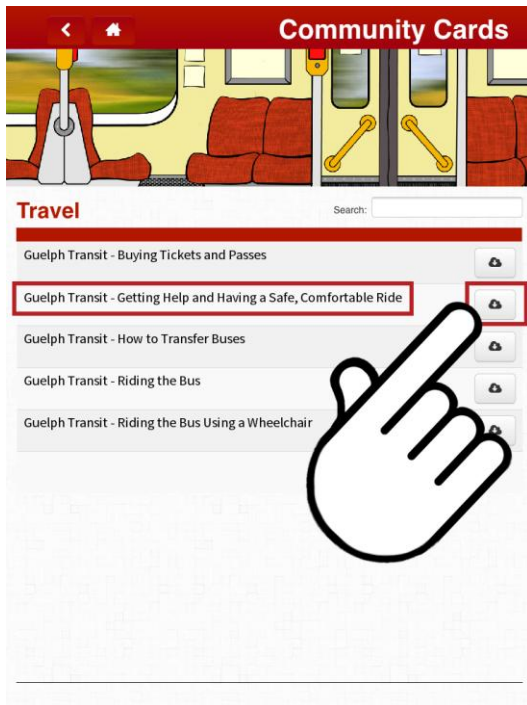 Community Cards
Travel
Search:
Guelph Transit - Buying Tickets and Passes
Guelph Transit - Getting Help and Having a Safe, Comfortable Ride
Guelph Transit - How to Transfer Buses
Guelph Transit - Riding the Bus
Guelph Transit - Riding the Bus Using a Wheelchair